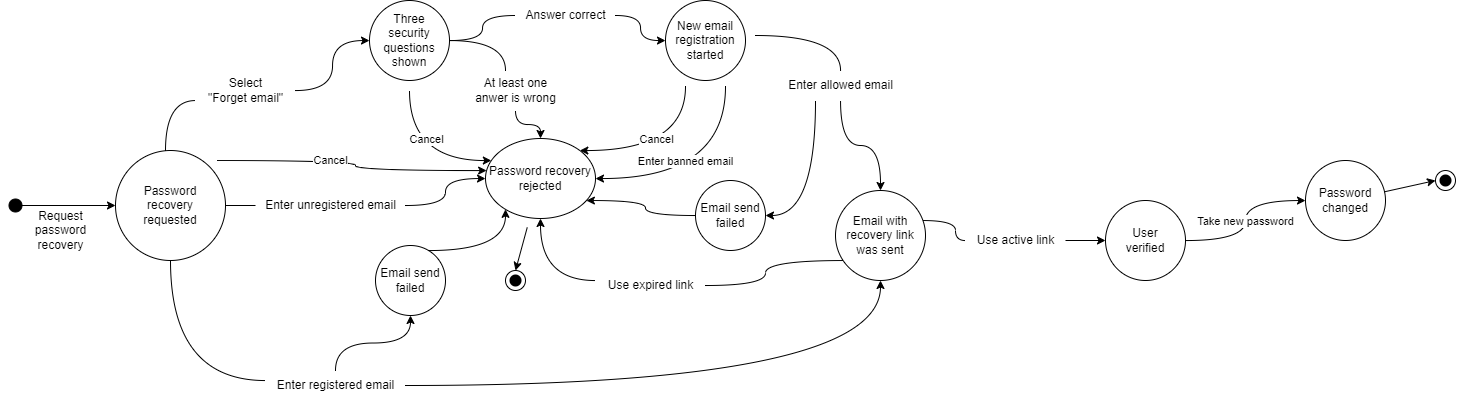 Three
security
questions
shown
Answer correct
New email
registration
started
Select
"Forget email"
At least one
anwer is wrong
Enter allowed email
Cancel
Cancel
Cancel
Enter banned email
Password recovery
rejected
Password
recovery
requested
Enter unregistered email
Request
password
recovery
Email send
failed
Email with
recovery link
was sent
Use active link
User
verified
Take new password
Password
changed
Email send
failed
Use expired link
Enter registered email